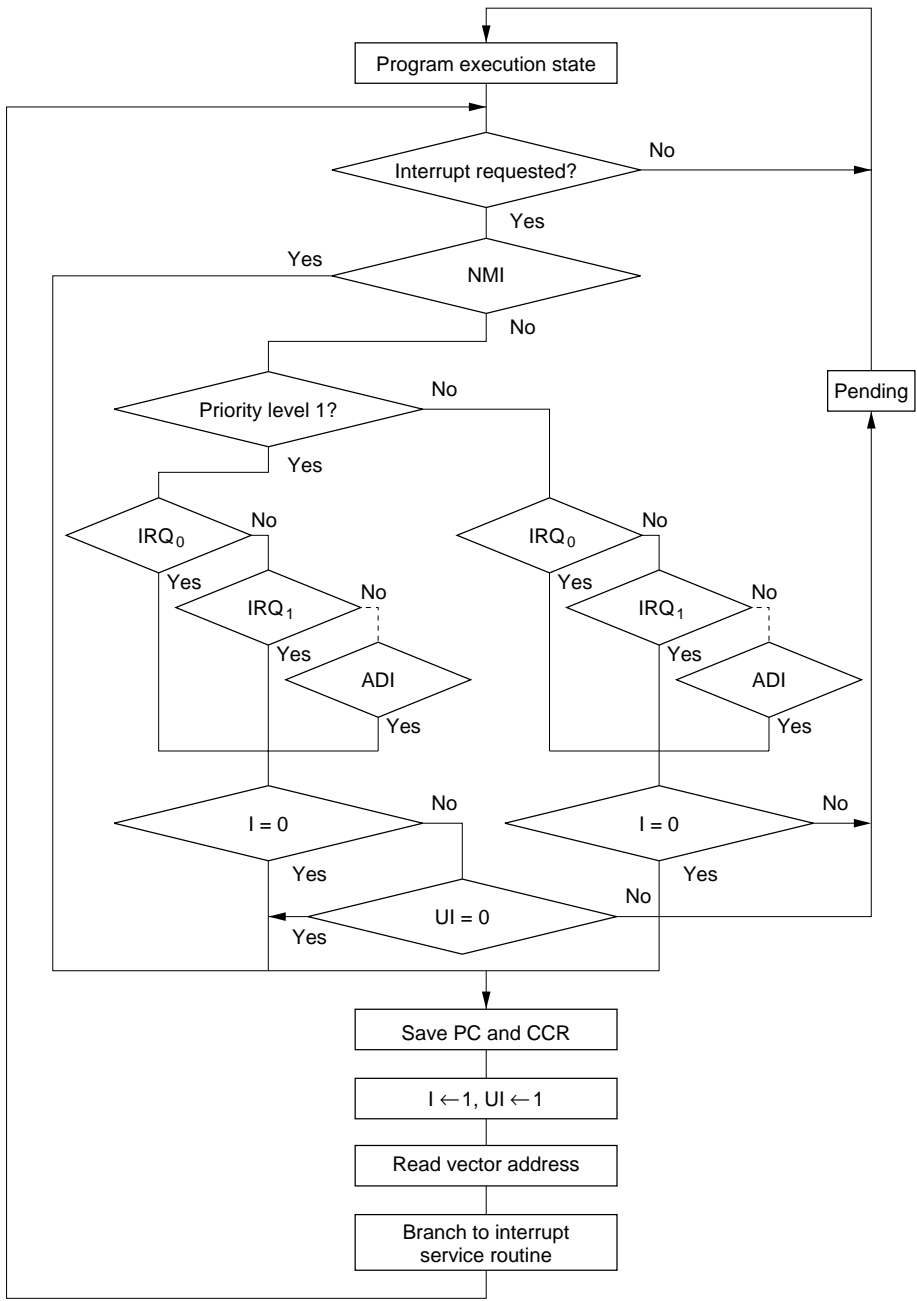 Program execution state
Interrupt requested?
No
Yes
Yes
NMI
No
Priority level 1?
No
Pending
Yes
IRQ0
No
IRQ0
No
Yes
IRQ1
No
Yes
IRQ1
No
Yes
ADI
Yes
ADI
Yes
Yes
I = 0
No
I = 0
No
Yes
Yes
UI = 0
No
Yes
Save PC and CCR
I ←1, UI ←1
Read vector address
Branch to interrupt
service routine